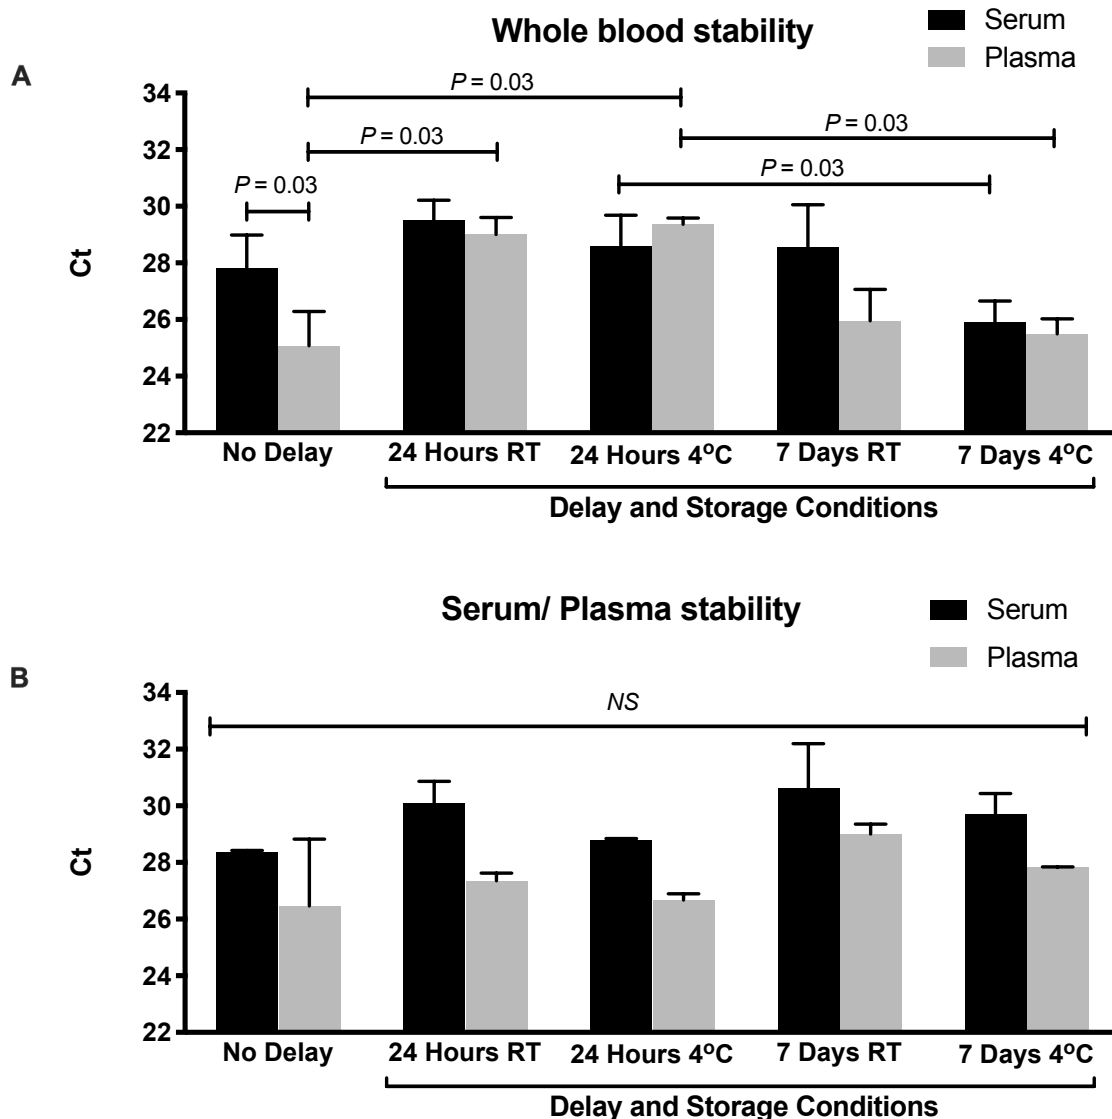 Whole blood stability
Serum
Plasma
A
34
32
30
28
26
24
22
Ct
P = 0.03
P = 0.03
P = 0.03
P = 0.03
P = 0.03
No Delay
24 Hours RT
24 Hours 4ºC
7 Days RT
7 Days 4ºC
Delay and Storage Conditions
Serum/ Plasma stability
Serum
Plasma
B
34
32
30
28
26
24
22
Ct
NS
No Delay
24 Hours RT
24 Hours 4ºC
7 Days RT
7 Days 4ºC
Delay and Storage Conditions